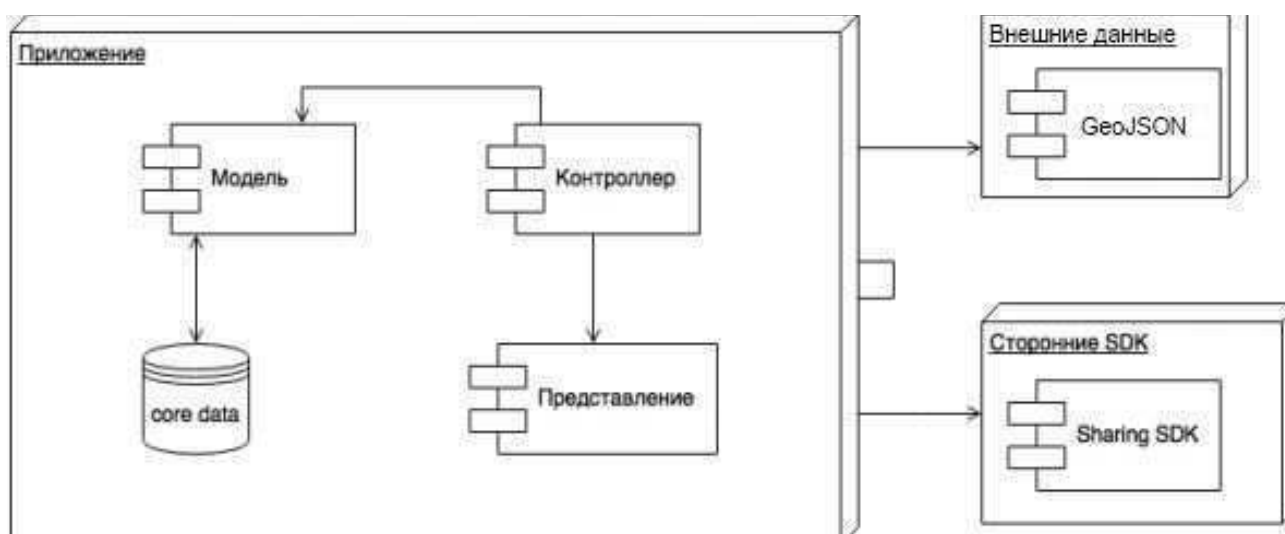 Приложение
Внешние данные
GeoJSON
Модель
Контроллер
Сторонние SDK
core data
Представление
Sharing SDK